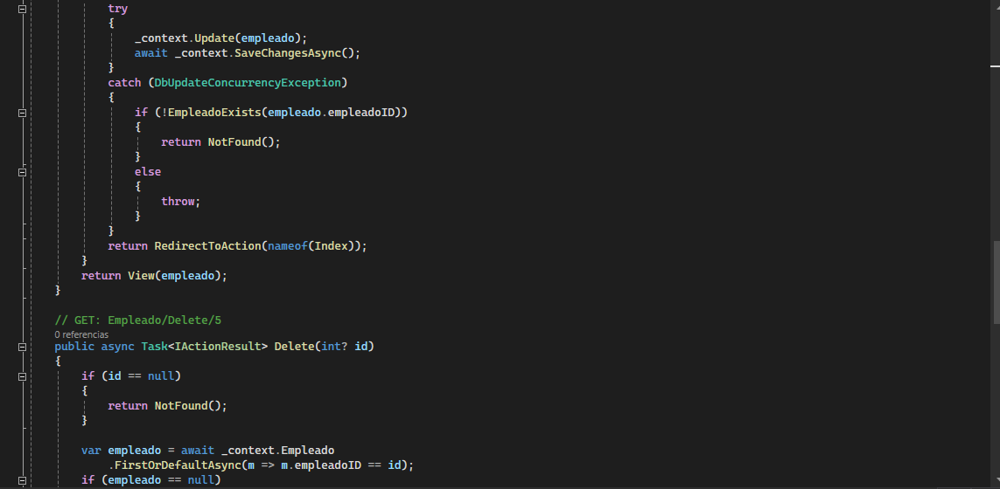 try
{
_context.Update(empleado);
await _context.SaveChangesAsync();
}
catch (DbUpdateConcurrencyException)
{
if (!EmpleadoExists(empleado.empleadoID))
{
return NotFound();
}
else
{
throw;
}
}
return RedirectToAction(nameof(Index));
}
return View(empleado);
}
// GET: Empleado/Delete/5
0 referencias
public async Task<IActionResult> Delete(int? id)
{
if (id == null)
{
return NotFound();
}
var empleado = await _context.Empleado
.FirstOrDefaultAsync(m => m.empleadoID == id);
if (empleado == null)